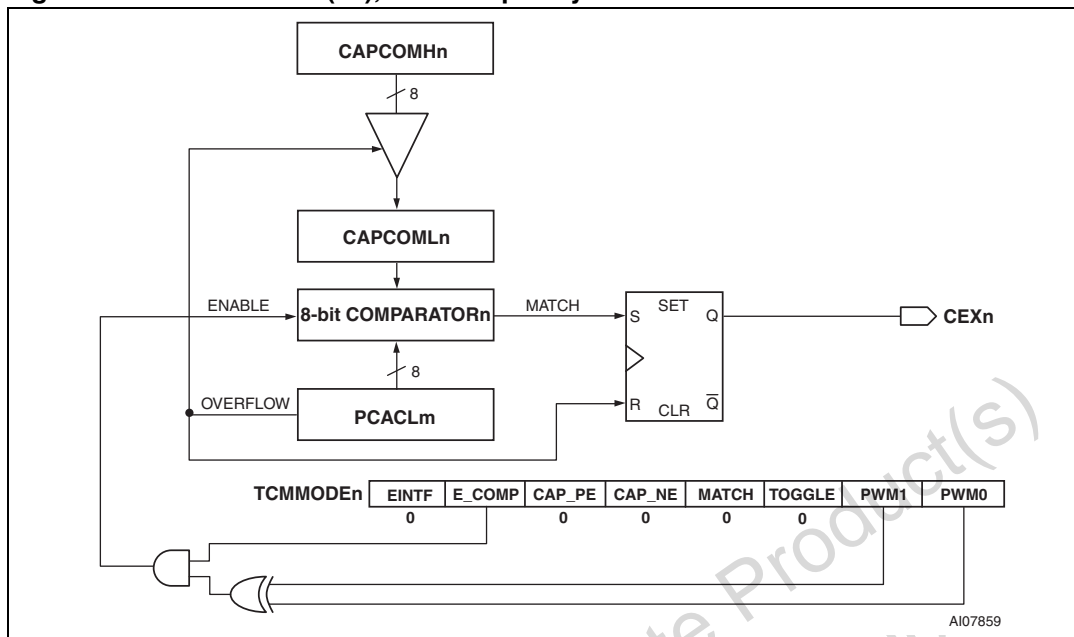 CAPCOMHn
8
CAPCOMLn
ENABLE
8-bit COMPARATORn
MATCH
S SET Q
CEXn
8
OVERFLOW
PCACLm
R CLR Q̅
TCMMODEn EINTF E_COMP CAP_PE CAP_NE MATCH TOGGLE PWM1 PWM0
0 0 0 0 0
AI07859
Product(s)